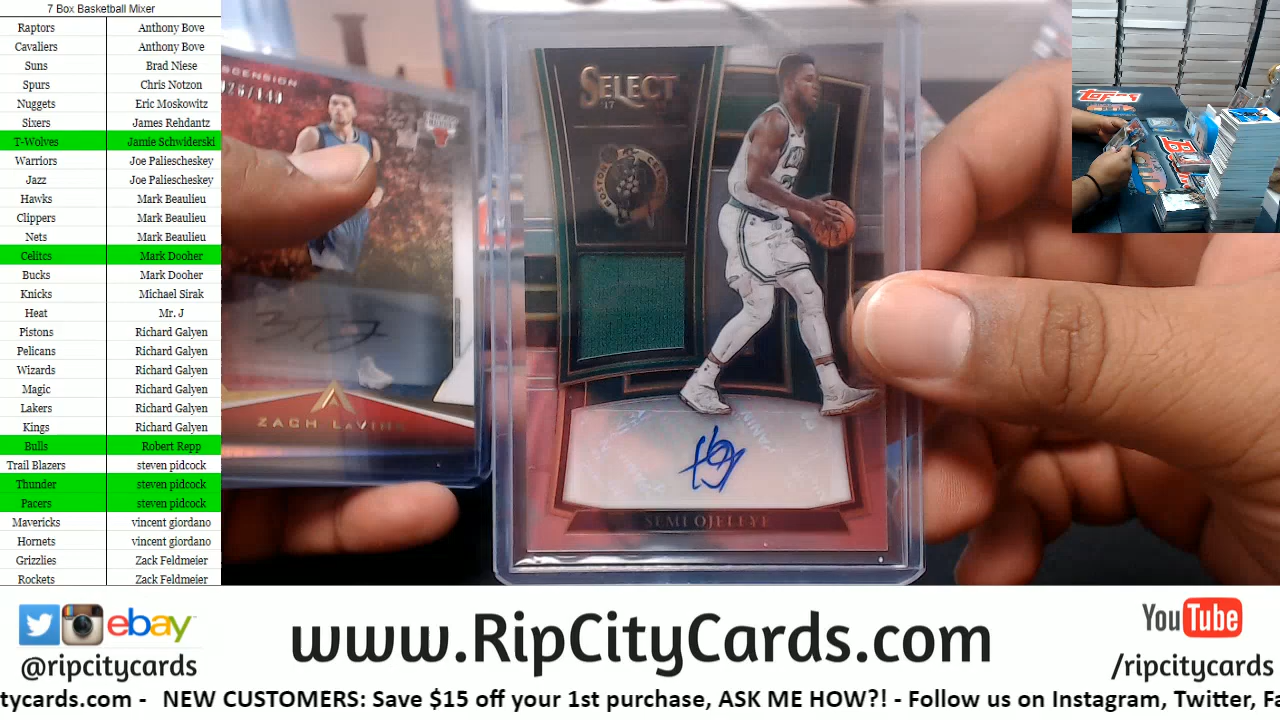 7 Box Basketball Mixer
Raptors Anthony Bove
Cavaliers Anthony Bove
Suns Brad Niese
Spurs Chris Notzon
Nuggets Eric Moskowitz
Sixers James Rehdantz
T-Wolves Jamie Schwiderski
Warriors Joe Paliescheskey
Jazz Joe Paliescheskey
Hawks Mark Beaulieu
Clippers Mark Beaulieu
Nets Mark Beaulieu
Celitcs Mark Dooher
Bucks Mark Dooher
Knicks Michael Sirak
Heat Mr. J
Pistons Richard Galyen
Pelicans Richard Galyen
Wizards Richard Galyen
Magic Richard Galyen
Lakers Richard Galyen
Kings Richard Galyen
Bulls Robert Repp
Trail Blazers steven pidcock
Thunder steven pidcock
Pacers steven pidcock
Mavericks vincent giordano
Hornets vincent giordano
Grizzlies Zack Feldmeier
Rockets Zack Feldmeier
ZACH LAVINE
SELECT
'17
BOSTON CELTICS
SEMI OJELEYE
Topps
ebay
@ripcitycards
www.RipCityCards.com
YouTube
/ripcitycards
tycards.com - NEW CUSTOMERS: Save $15 off your 1st purchase, ASK ME HOW?! - Follow us on Instagram, Twitter, Fa